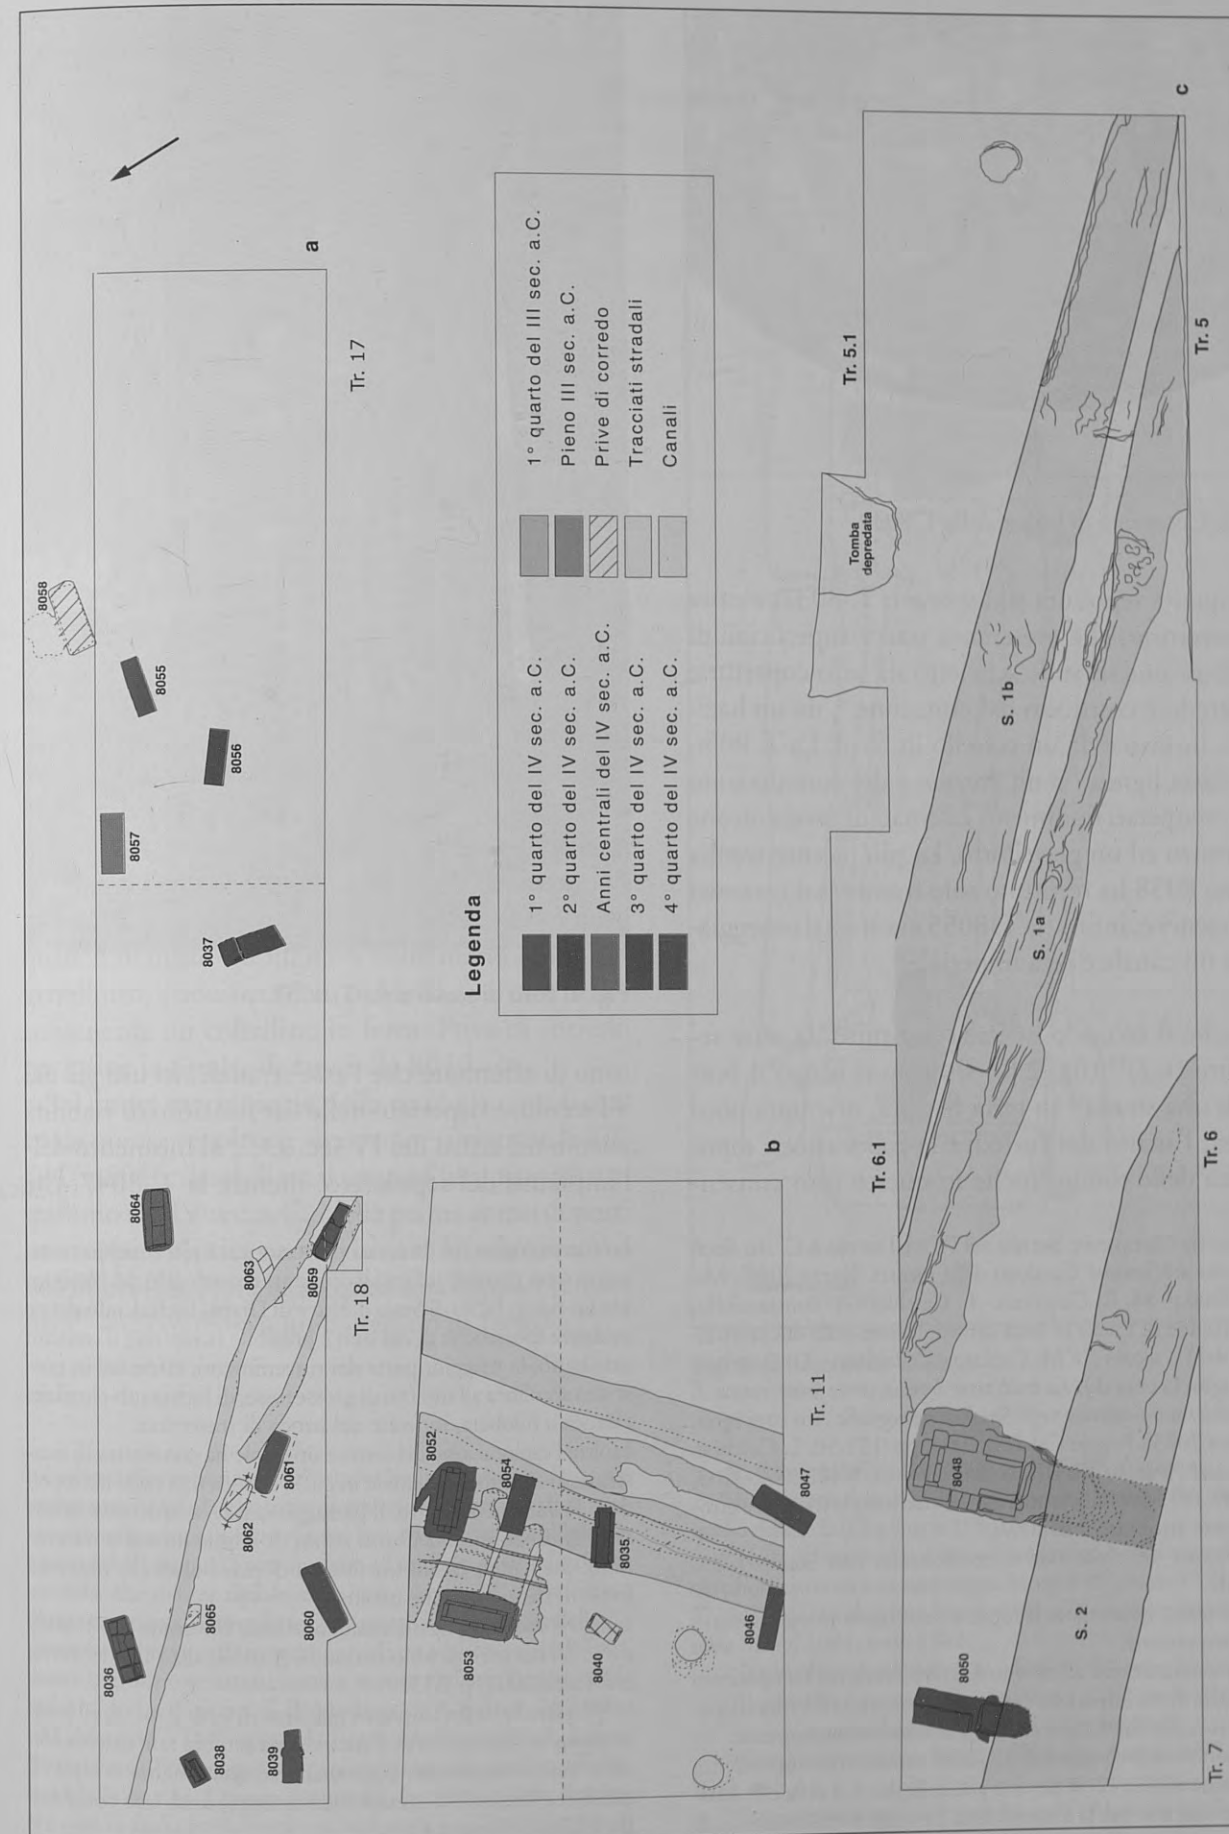 8058
8055
8056
8057
8037
a
Tr. 17
8064
8063
8059
Tr. 18
8061
8062
8065
8060
8036
8038
8039
Legenda
1° quarto del IV sec. a.C.
2° quarto del IV sec. a.C.
Anni centrali del IV sec. a.C.
3° quarto del IV sec. a.C.
4° quarto del IV sec. a.C.
1° quarto del III sec. a.C.
Pieno III sec. a.C.
Prive di corredo
Tracciati stradali
Canali
b
Tr. 11
8052
8054
8053
8035
8047
8040
8046
c
Tr. 5.1
Tomba
depredata
Tr. 5
S. 1b
S. 1a
Tr. 6.1
Tr. 6
8048
S. 2
8050
Tr. 7